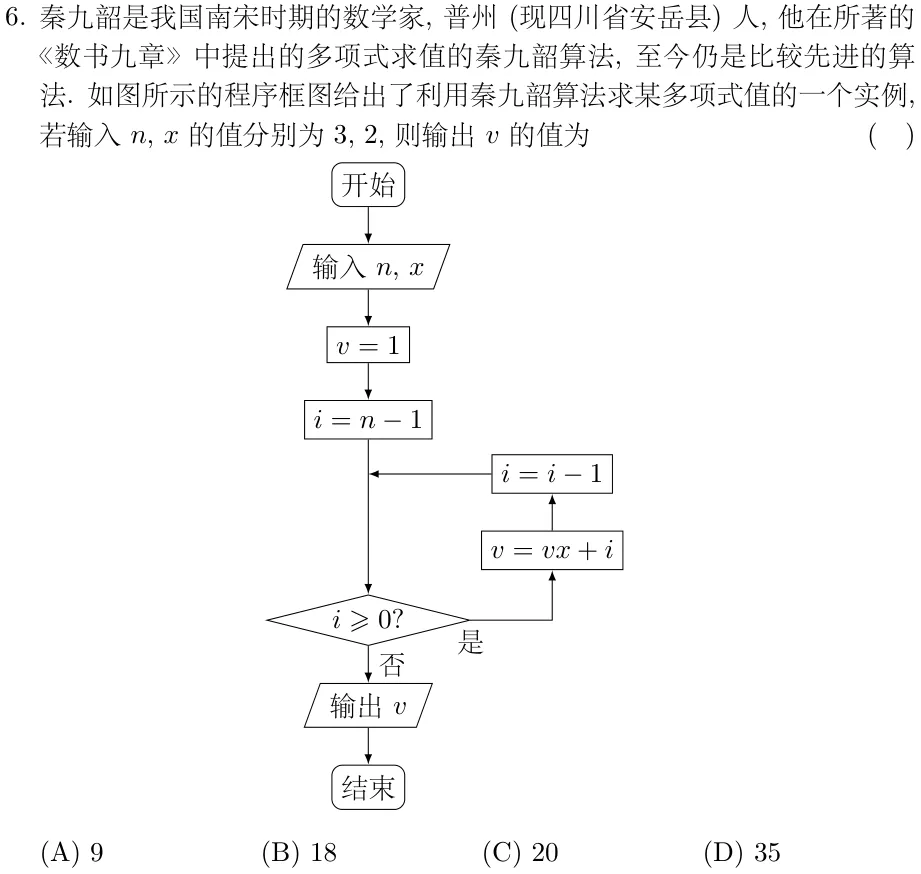 6. 秦九韶是我国南宋时期的数学家, 普州 (现四川省安岳县) 人, 他在所著的
《数书九章》中提出的多项式求值的秦九韶算法, 至今仍是比较先进的算
法. 如图所示的程序框图给出了利用秦九韶算法求某多项式值的一个实例,
若输入 n, x 的值分别为 3, 2, 则输出 v 的值为 ( )
开始
输入 n, x
v = 1
i = n − 1
i = i − 1
v = vx + i
i ⩾ 0?
是
否
输出 v
结束
(A) 9 (B) 18 (C) 20 (D) 35